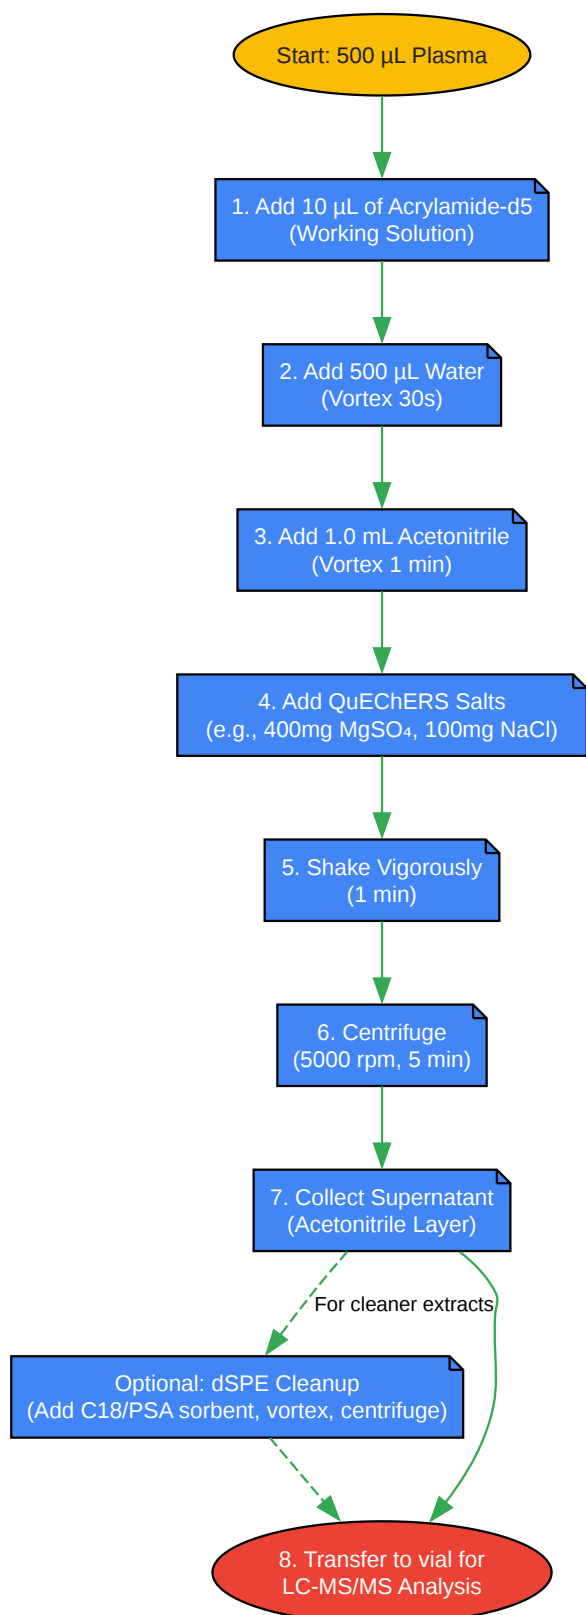 Start: 500 µL Plasma
1. Add 10 µL of Acrylamide-d5
(Working Solution)
2. Add 500 µL Water
(Vortex 30s)
3. Add 1.0 mL Acetonitrile
(Vortex 1 min)
4. Add QuEChERS Salts
(e.g., 400mg MgSO₄, 100mg NaCl)
5. Shake Vigorously
(1 min)
6. Centrifuge
(5000 rpm, 5 min)
7. Collect Supernatant
(Acetonitrile Layer)
For cleaner extracts
Optional: dSPE Cleanup
(Add C18/PSA sorbent, vortex, centrifuge)
8. Transfer to vial for
LC-MS/MS Analysis